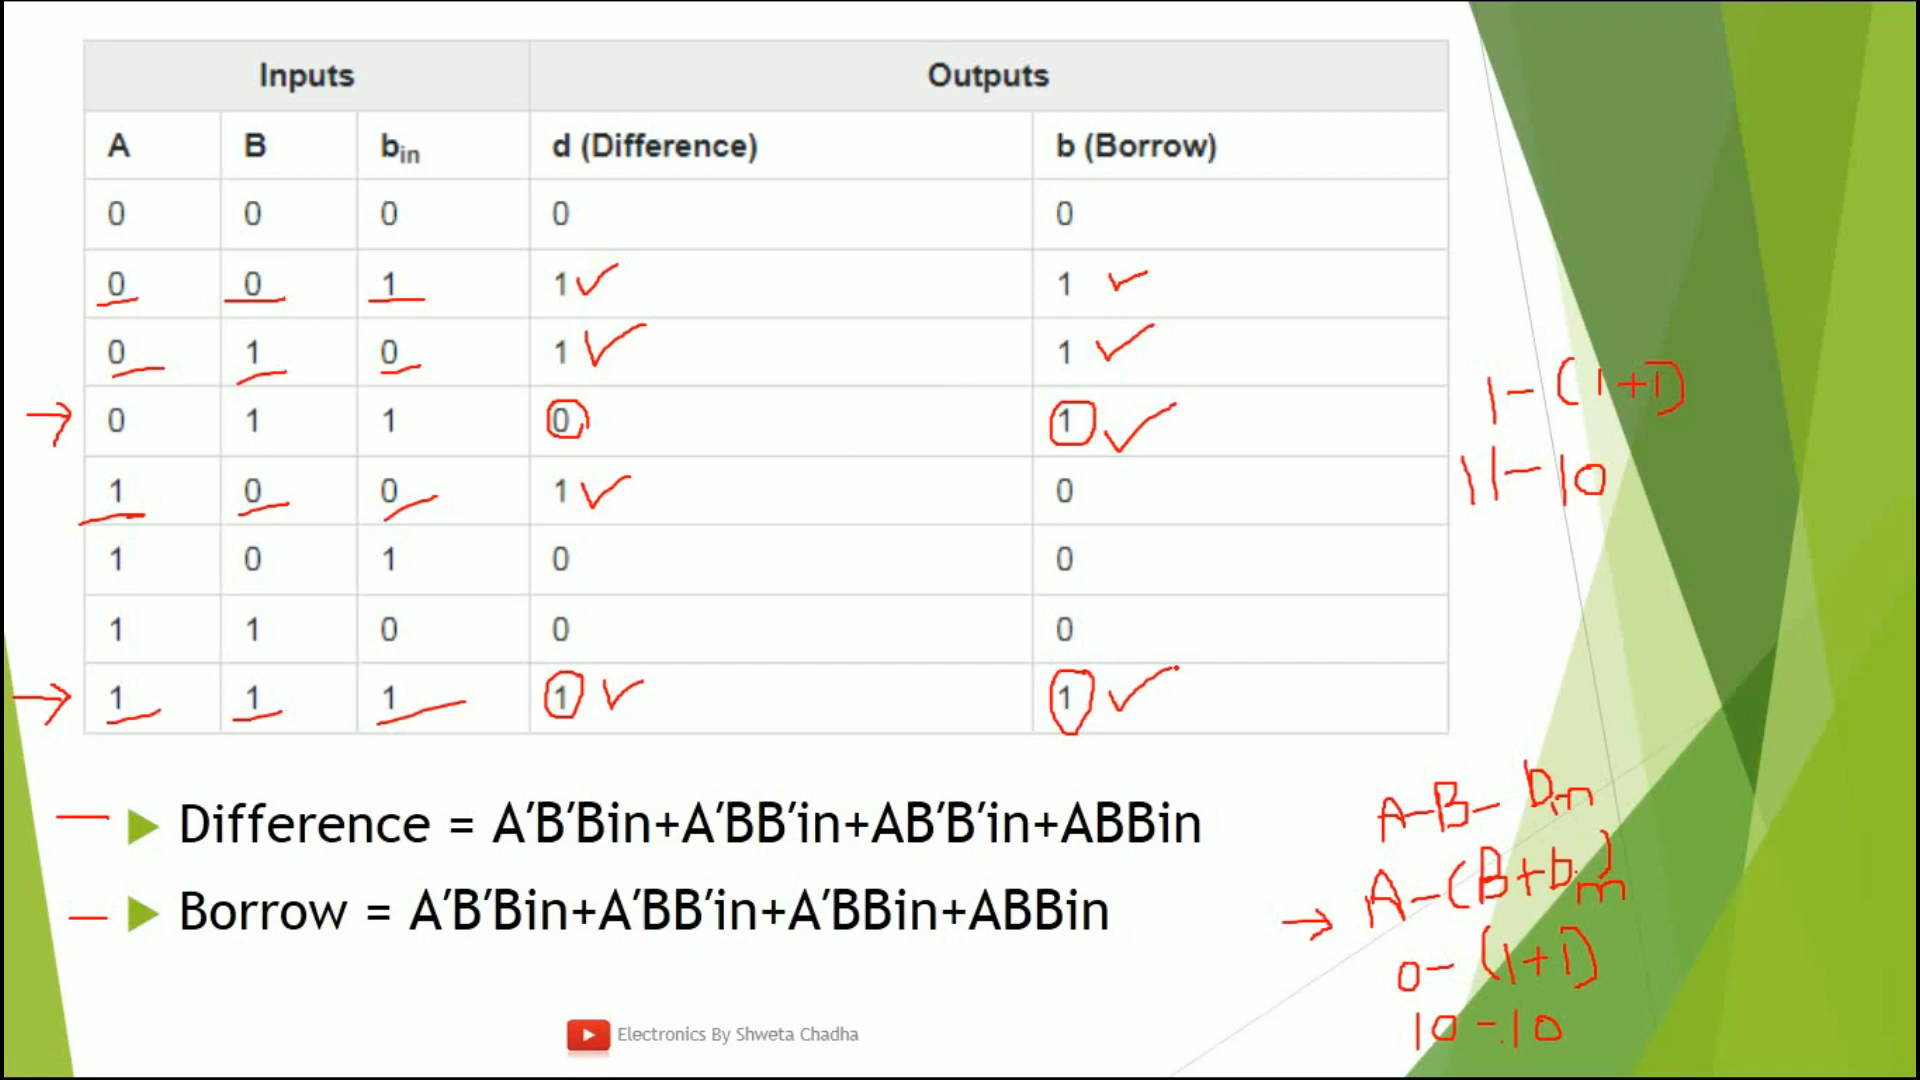 Inputs Outputs
A B bin d (Difference) b (Borrow)
0 0 0 0 0
0 0 1 1 1
0 1 0 1 1
0 1 1 0 1
1 0 0 1 0
1 0 1 0 0
1 1 0 0 0
1 1 1 1 1
1-(1+1)
11-10
Difference = A'B'Bin+A'BB'in+AB'B'in+ABBin
Borrow = A'B'Bin+A'BB'in+A'BBin+ABBin
A-B-bin
A-(B+bin)
0-(1+1)
10-10
Electronics By Shweta Chadha